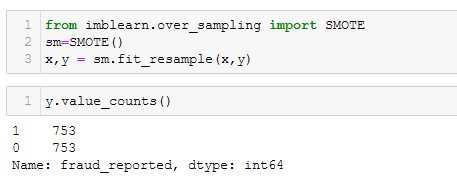 1 from imblearn.over_sampling import SMOTE
2 sm=SMOTE()
3 x,y = sm.fit_resample(x,y)
1 y.value_counts()
1    753
0    753
Name: fraud_reported, dtype: int64